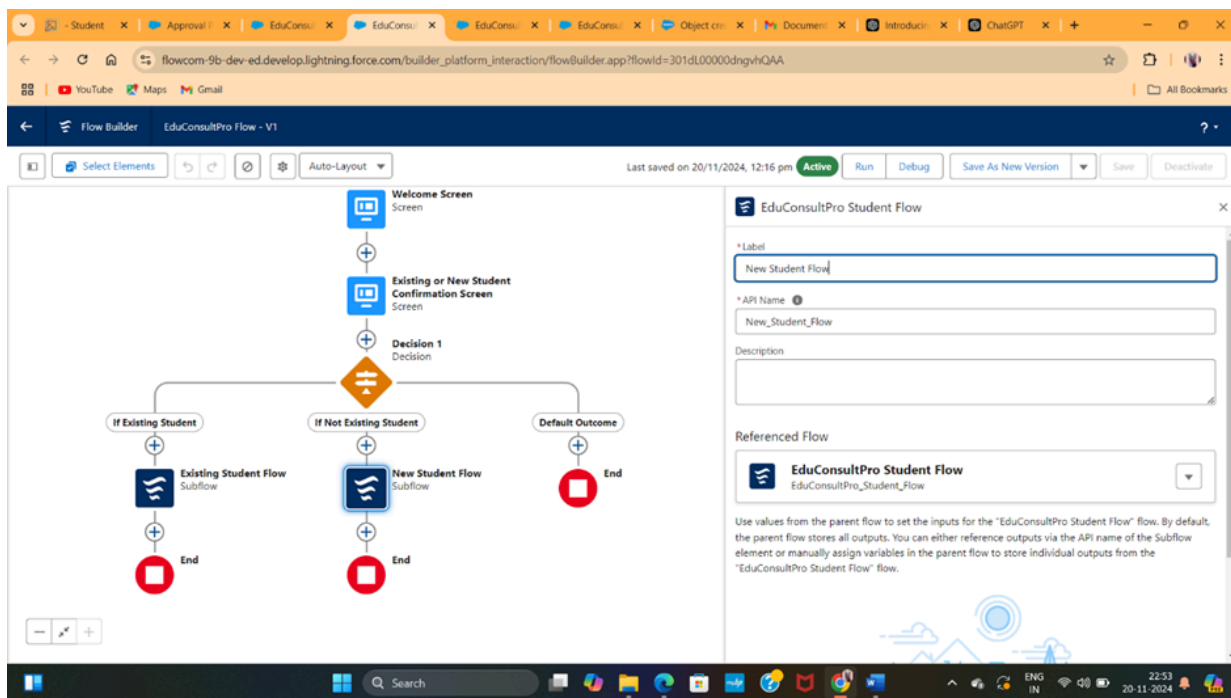 - Student
Approval P
EduConsul
EduConsul
EduConsul
EduConsul
Object cre
Document
Introducin
ChatGPT
flowcom-9b-dev-ed.develop.lightning.force.com/builder_platform_interaction/flowBuilder.app?flowId=301dL00000dngvhQAA
YouTube
Maps
Gmail
All Bookmarks
Flow Builder
EduConsultPro Flow - V1
?
Select Elements
Auto-Layout
Last saved on 20/11/2024, 12:16 pm
Active
Run
Debug
Save As New Version
Save
Deactivate
Welcome Screen
Screen
Existing or New Student
Confirmation Screen
Screen
Decision 1
Decision
If Existing Student
If Not Existing Student
Default Outcome
Existing Student Flow
Subflow
New Student Flow
Subflow
End
End
End
EduConsultPro Student Flow
*Label
New Student Flow
*API Name
New_Student_Flow
Description
Referenced Flow
EduConsultPro Student Flow
EduConsultPro_Student_Flow
Use values from the parent flow to set the inputs for the "EduConsultPro Student Flow" flow. By default,
the parent flow stores all outputs. You can either reference outputs via the API name of the Subflow
element or manually assign variables in the parent flow to store individual outputs from the
"EduConsultPro Student Flow" flow.
Search
ENG
IN
22:53
20-11-2024